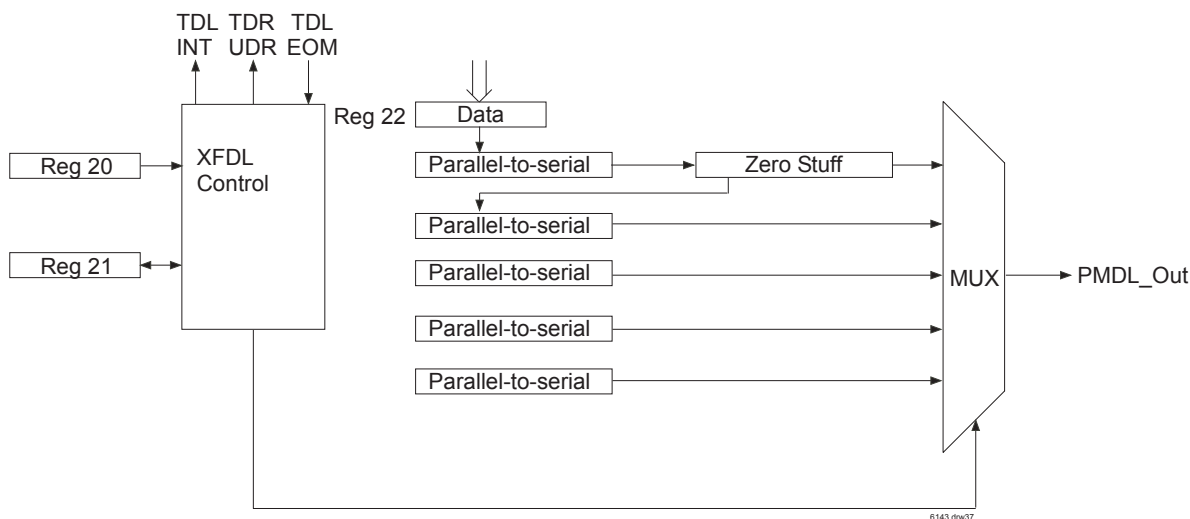 TDL TDR TDL
INT UDR EOM
Reg 22
Data
Reg 20
XFDL
Control
Parallel-to-serial
Zero Stuff
Parallel-to-serial
Reg 21
Parallel-to-serial
MUX
PMDL_Out
Parallel-to-serial
Parallel-to-serial
6143 drw37